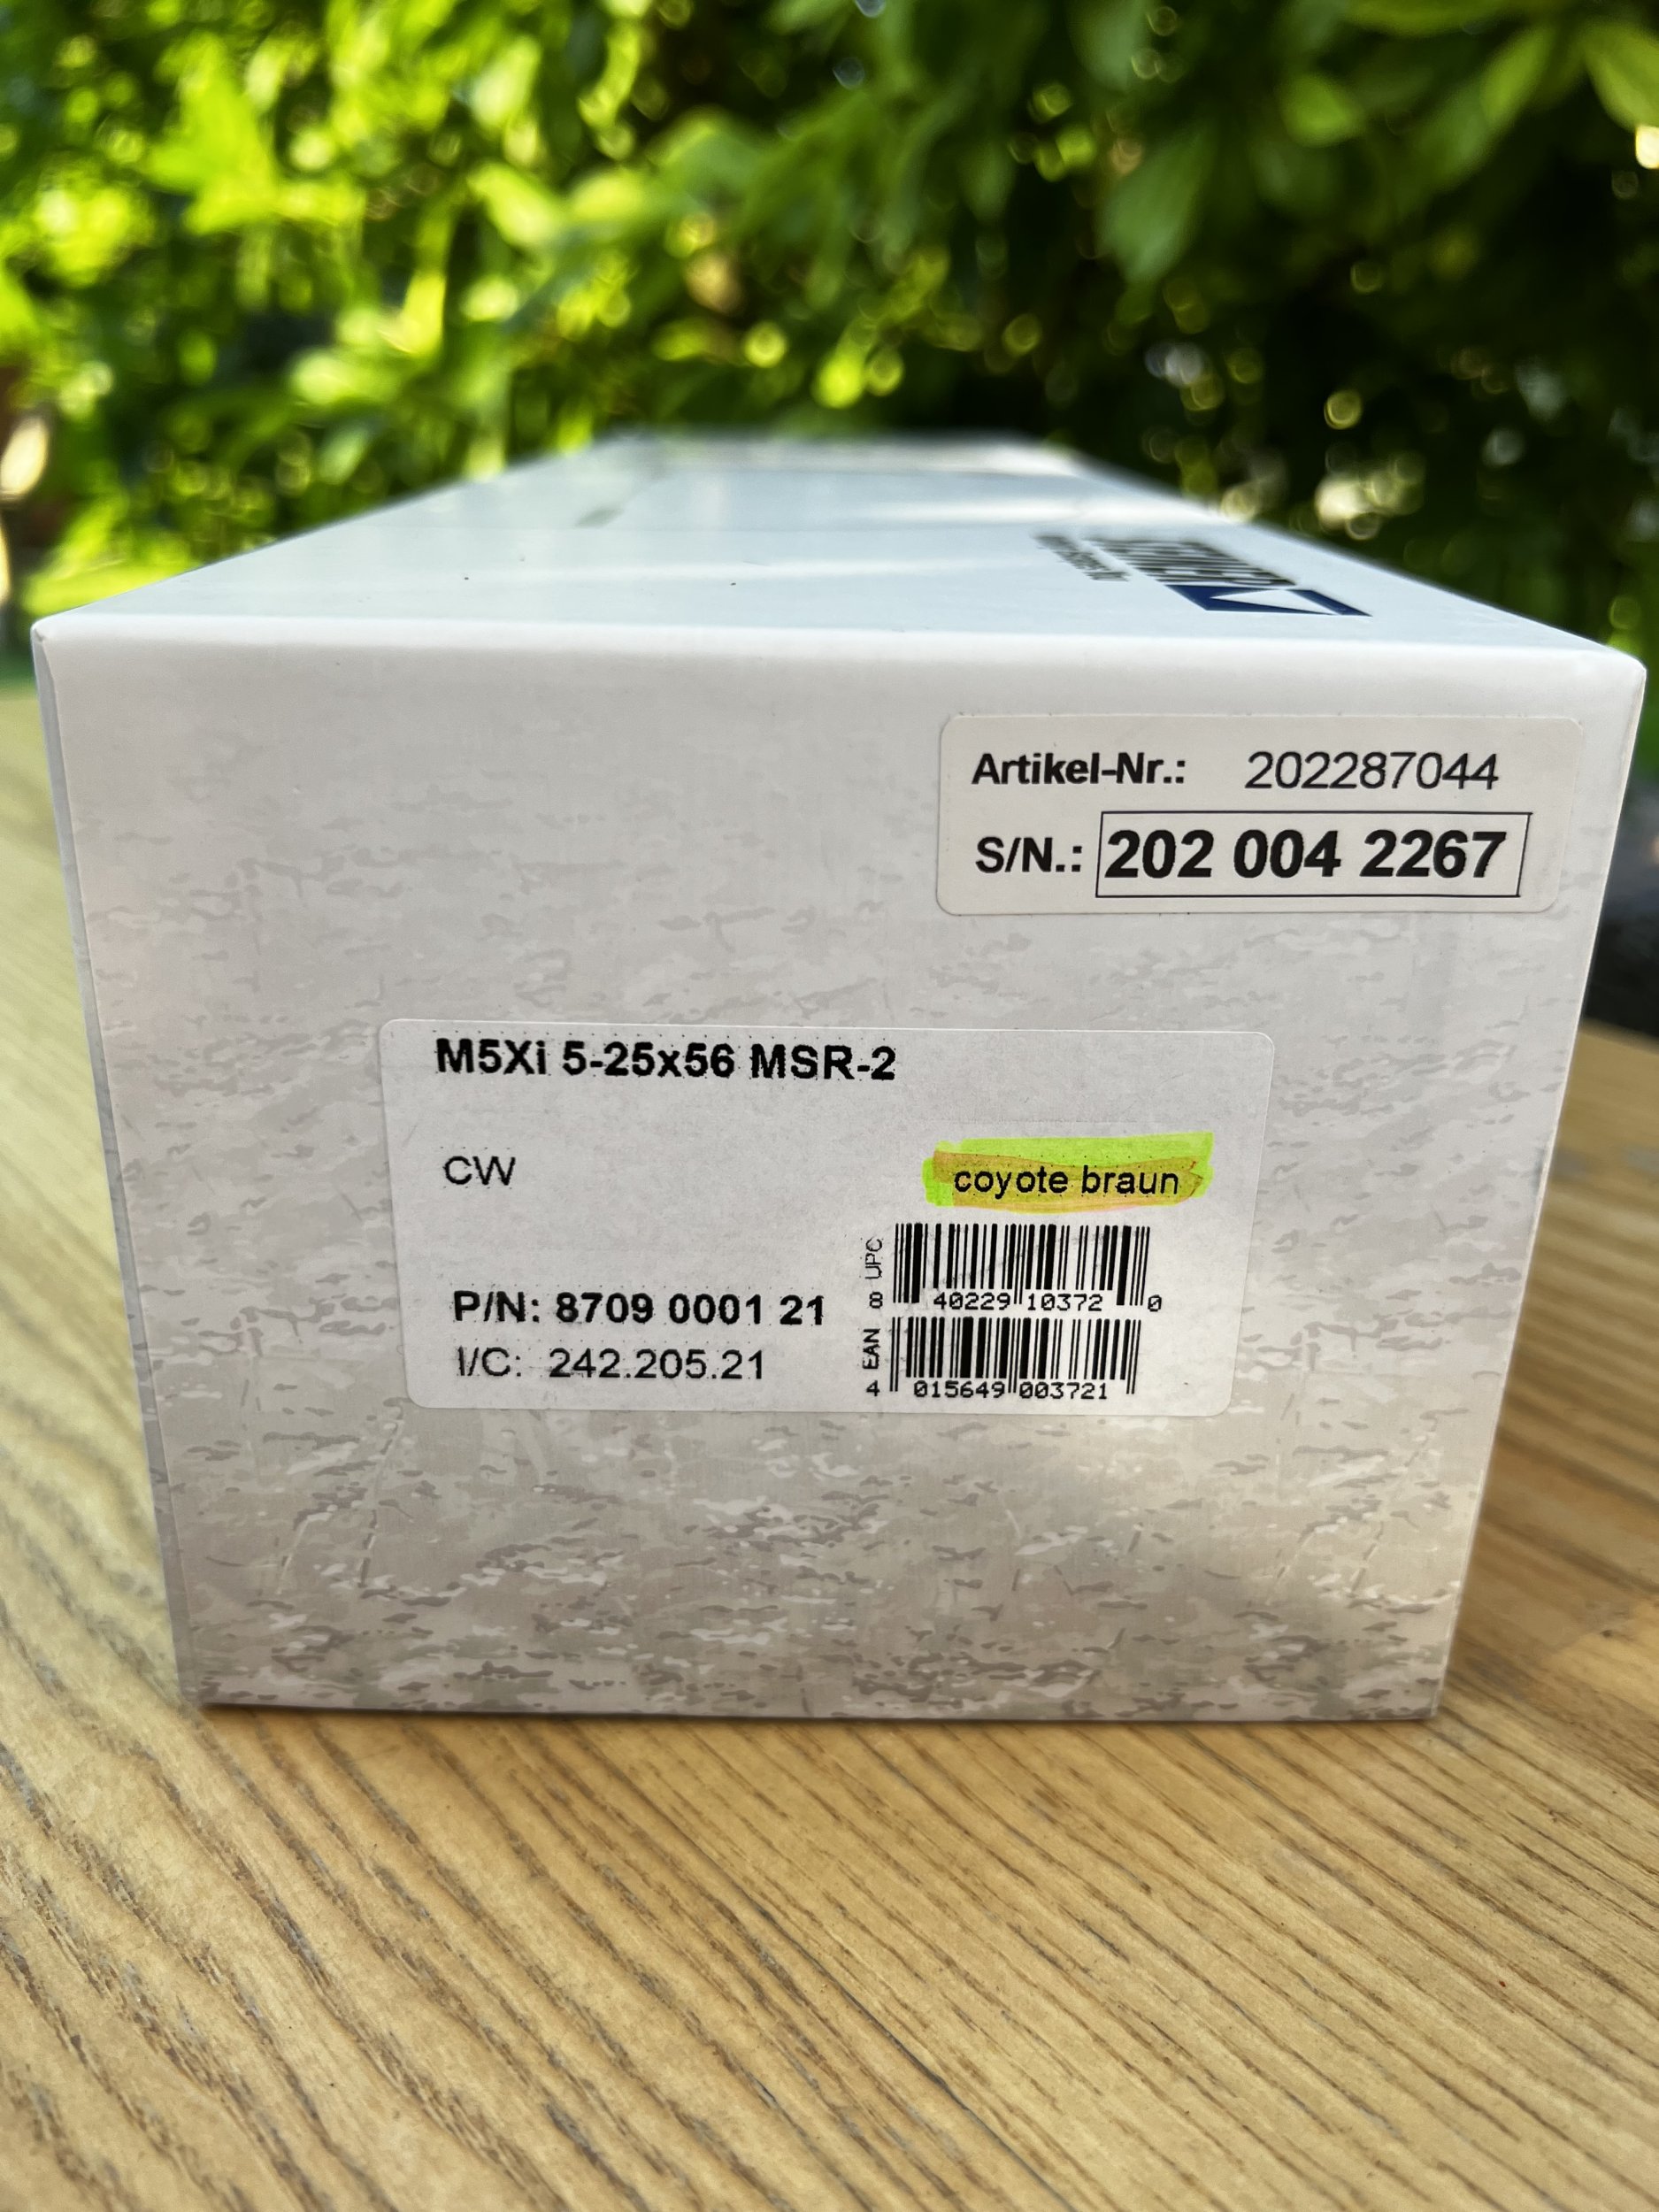 Artikel-Nr.: 202287044
S/N.: 202 004 2267
M5Xi 5-25x56 MSR-2
CW
coyote braun
UPC
8 40229 10372 0
P/N: 8709 0001 21
I/C: 242.205.21
EAN
4 015649 003721